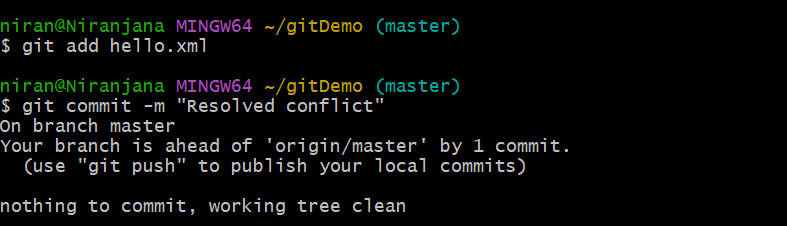 niran@Niranjana MINGW64 ~/gitDemo (master)
$ git add hello.xml
niran@Niranjana MINGW64 ~/gitDemo (master)
$ git commit -m "Resolved conflict"
On branch master
Your branch is ahead of 'origin/master' by 1 commit.
  (use "git push" to publish your local commits)
nothing to commit, working tree clean